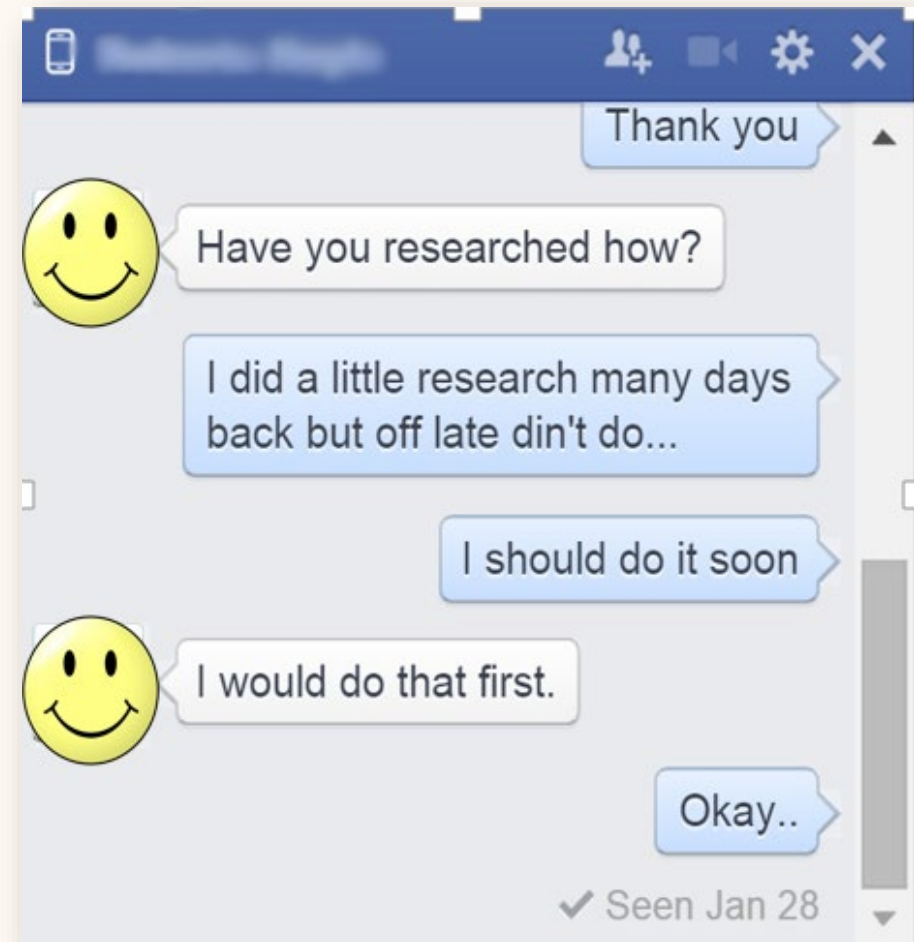 Thank you
Have you researched how?
I did a little research many days
back but off late din't do...
I should do it soon
I would do that first.
Okay..
Seen Jan 28